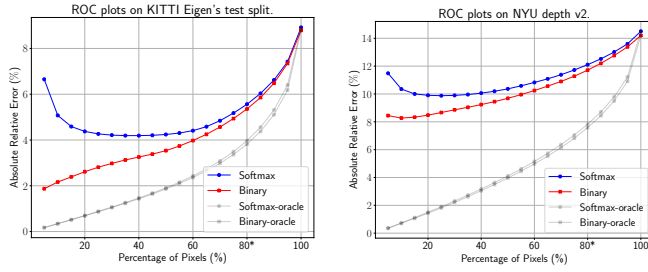 ROC plots on KITTI Eigen's test split.
Absolute Relative Error (%)
8
6
4
2
0
20
40
60
80*
100
Percentage of Pixels (%)
Softmax
Binary
Softmax-oracle
Binary-oracle
ROC plots on NYU depth v2.
Absolute Relative Error (%)
14
12
10
8
6
4
2
0
20
40
60
80*
100
Percentage of Pixels (%)
Softmax
Binary
Softmax-oracle
Binary-oracle